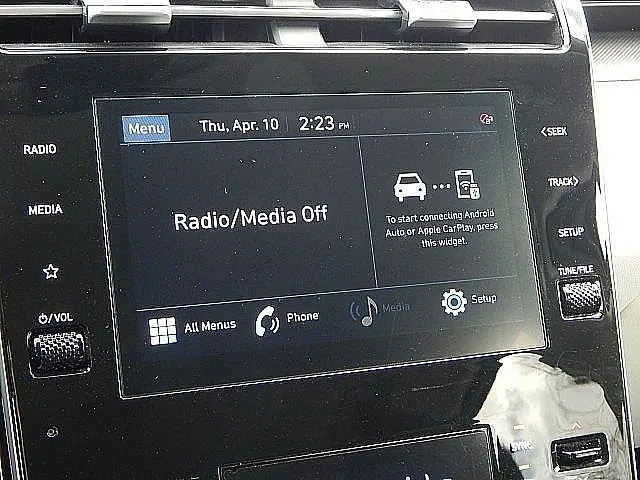 Menu Thu, Apr. 10 2:23 PM
RADIO
MEDIA
⏻/VOL
Radio/Media Off
To start connecting Android
Auto or Apple CarPlay, press
this widget.
All Menus Phone Media Setup
<SEEK
TRACK>
SETUP
TUNE/FILE
SYNC